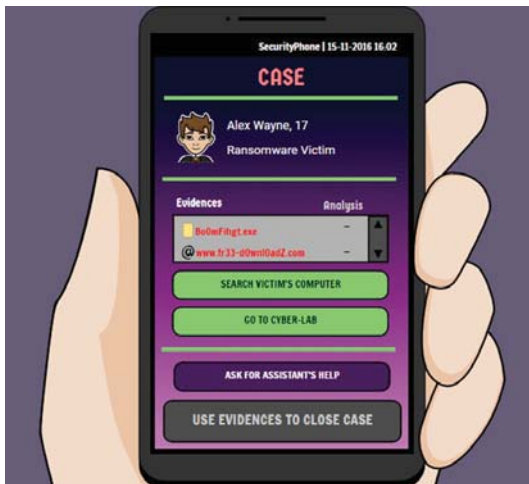 SecurityPhone | 15-11-2016 16:02
CASE
Alex Wayne, 17
Ransomware Victim
Evidences Analysis
Bo0mFihgt.exe -
@ www.fr33-d0wnl0adZ.com -
SEARCH VICTIM'S COMPUTER
GO TO CYBER-LAB
ASK FOR ASSISTANT'S HELP
USE EVIDENCES TO CLOSE CASE